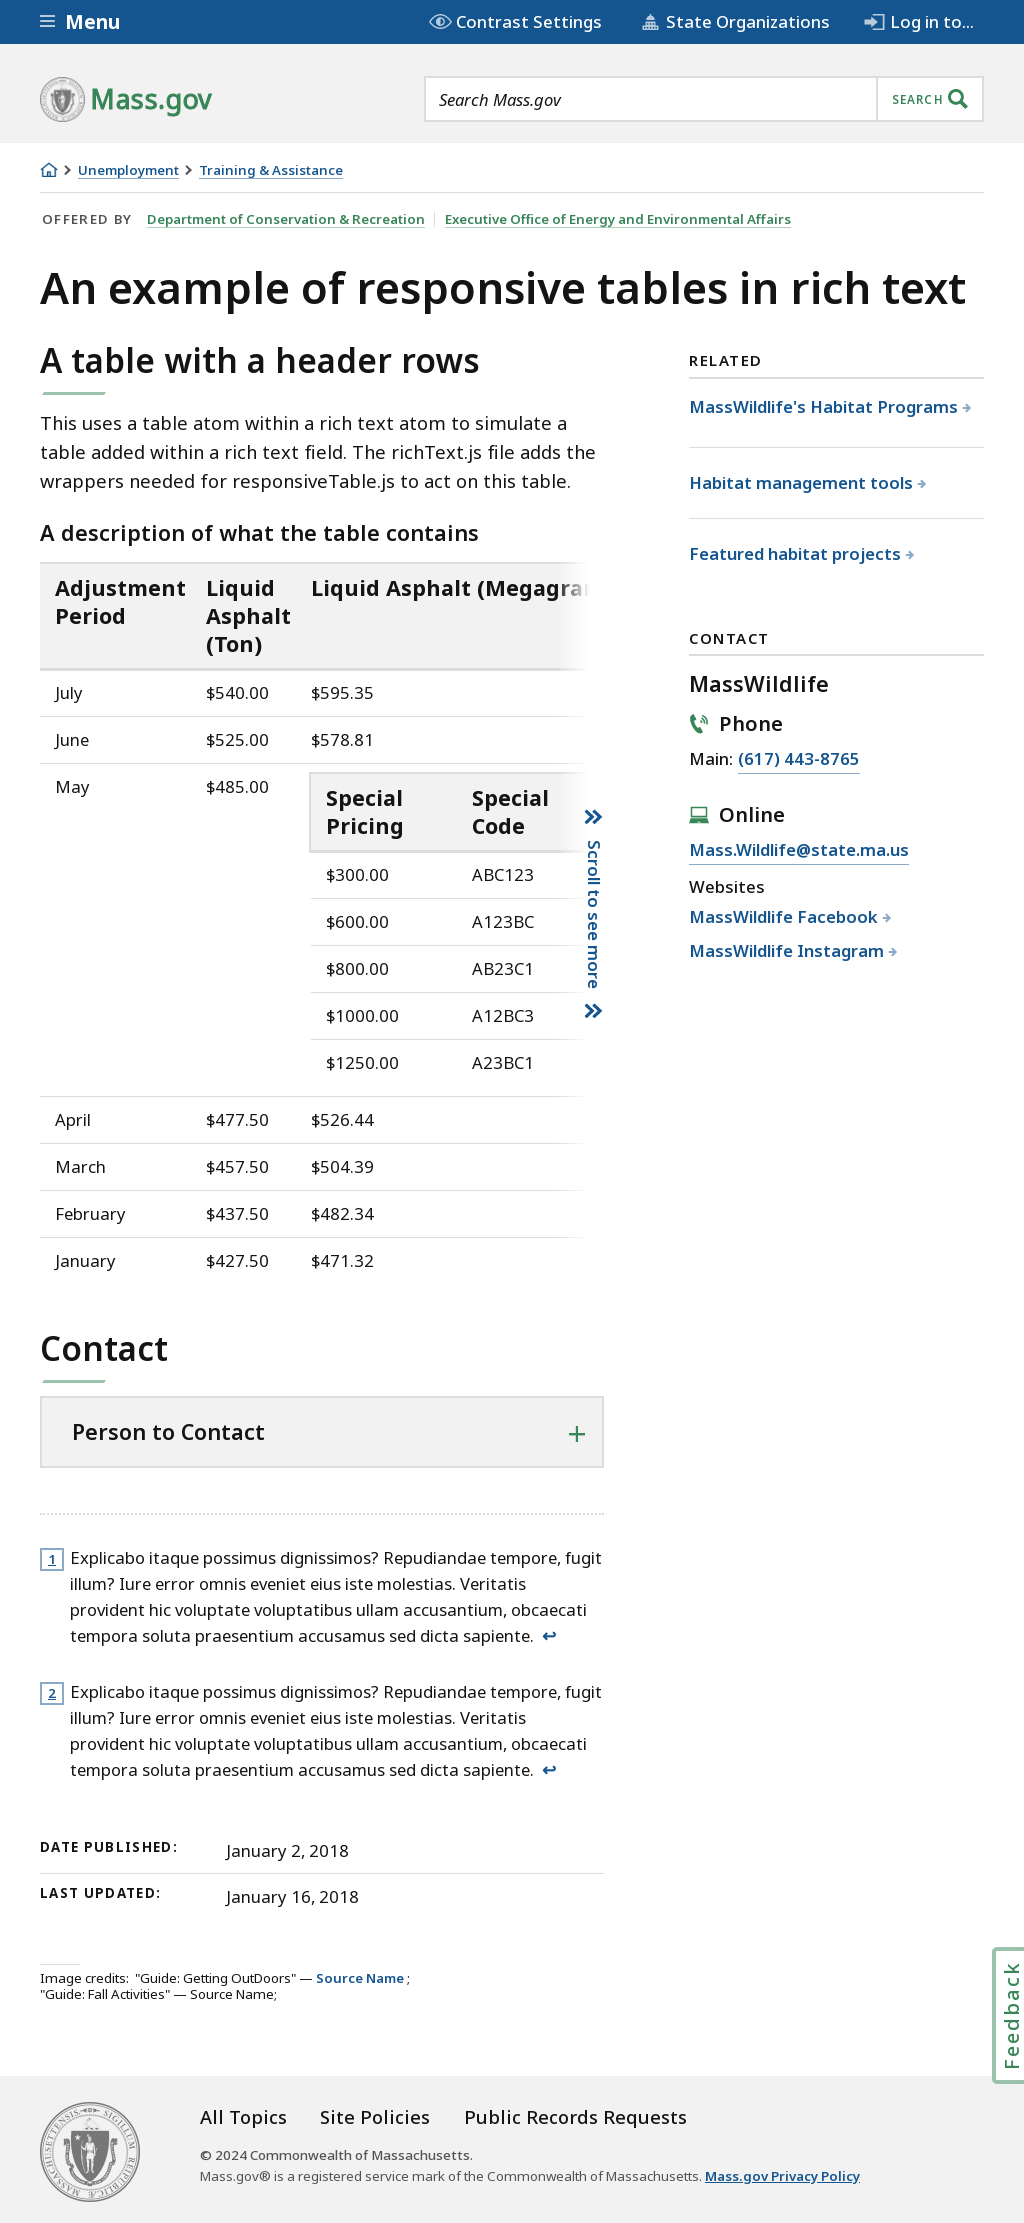 Menu
Contrast Settings
State Organizations
Log in to...
Mass.gov
Search Mass.gov
SEARCH
Unemployment
Training & Assistance
OFFERED BY Department of Conservation & Recreation Executive Office of Energy and Environmental Affairs
An example of responsive tables in rich text
A table with a header rows
This uses a table atom within a rich text atom to simulate a
table added within a rich text field. The richText.js file adds the
wrappers needed for responsiveTable.js to act on this table.
A description of what the table contains
Adjustment Period Liquid Asphalt (Ton) Liquid Asphalt
July $540.00 $595.35
June $525.00 $578.81
May $485.00
Special Pricing Special Code
$300.00 ABC123
$600.00 A123BC
$800.00 AB23C1
$1000.00 A12BC3
$1250.00 A23BC1
Scroll to see more
April $477.50 $526.44
March $457.50 $504.39
February $437.50 $482.34
January $427.50 $471.32
Contact
Person to Contact
1 Explicabo itaque possimus dignissimos? Repudiandae tempore, fugit
illum? Iure error omnis eveniet eius iste molestias. Veritatis
provident hic voluptate voluptatibus ullam accusantium, obcaecati
tempora soluta praesentium accusamus sed dicta sapiente. ↩
2 Explicabo itaque possimus dignissimos? Repudiandae tempore, fugit
illum? Iure error omnis eveniet eius iste molestias. Veritatis
provident hic voluptate voluptatibus ullam accusantium, obcaecati
tempora soluta praesentium accusamus sed dicta sapiente. ↩
DATE PUBLISHED: January 2, 2018
LAST UPDATED: January 16, 2018
Image credits: "Guide: Getting OutDoors" — Source Name ;
"Guide: Fall Activities" — Source Name;
RELATED
MassWildlife's Habitat Programs
Habitat management tools
Featured habitat projects
CONTACT
MassWildlife
Phone
Main: (617) 443-8765
Online
Mass.Wildlife@state.ma.us
Websites
MassWildlife Facebook
MassWildlife Instagram
Feedback
All Topics
Site Policies
Public Records Requests
© 2024 Commonwealth of Massachusetts.
Mass.gov® is a registered service mark of the Commonwealth of Massachusetts. Mass.gov Privacy Policy